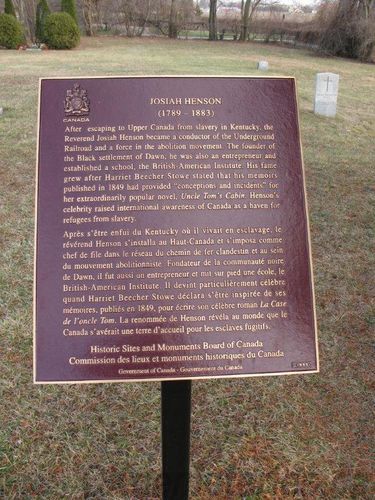 CANADA
JOSIAH HENSON
(1789 – 1883)
After escaping to Upper Canada from slavery in Kentucky, the
Reverend Josiah Henson became a conductor of the Underground
Railroad and a force in the abolition movement. The founder of
the Black settlement of Dawn, he was also an entrepreneur and
established a school, the British-American Institute. His fame
grew after Harriet Beecher Stowe stated that his memoirs
published in 1849 had provided "conceptions and incidents" for
her extraordinarily popular novel, Uncle Tom's Cabin. Henson's
celebrity raised international awareness of Canada as a haven for
refugees from slavery.
Après s'être enfui du Kentucky où il vivait en esclavage, le
révérend Henson s'installa au Haut-Canada et s'imposa comme
chef de file dans le réseau du chemin de fer clandestin et au sein
du mouvement abolitionniste. Fondateur de la communauté noire
de Dawn, il fut aussi un entrepreneur et mit sur pied une école, le
British-American Institute. Il devint particulièrement célèbre
quand Harriet Beecher Stowe déclara s'être inspirée de ses
mémoires, publiés en 1849, pour écrire son célèbre roman La Case
de l'oncle Tom. La renommée de Henson révéla au monde que le
Canada s'avérait une terre d'accueil pour les esclaves fugitifs.
Historic Sites and Monuments Board of Canada
Commission des lieux et monuments historiques du Canada
Government of Canada - Gouvernement du Canada